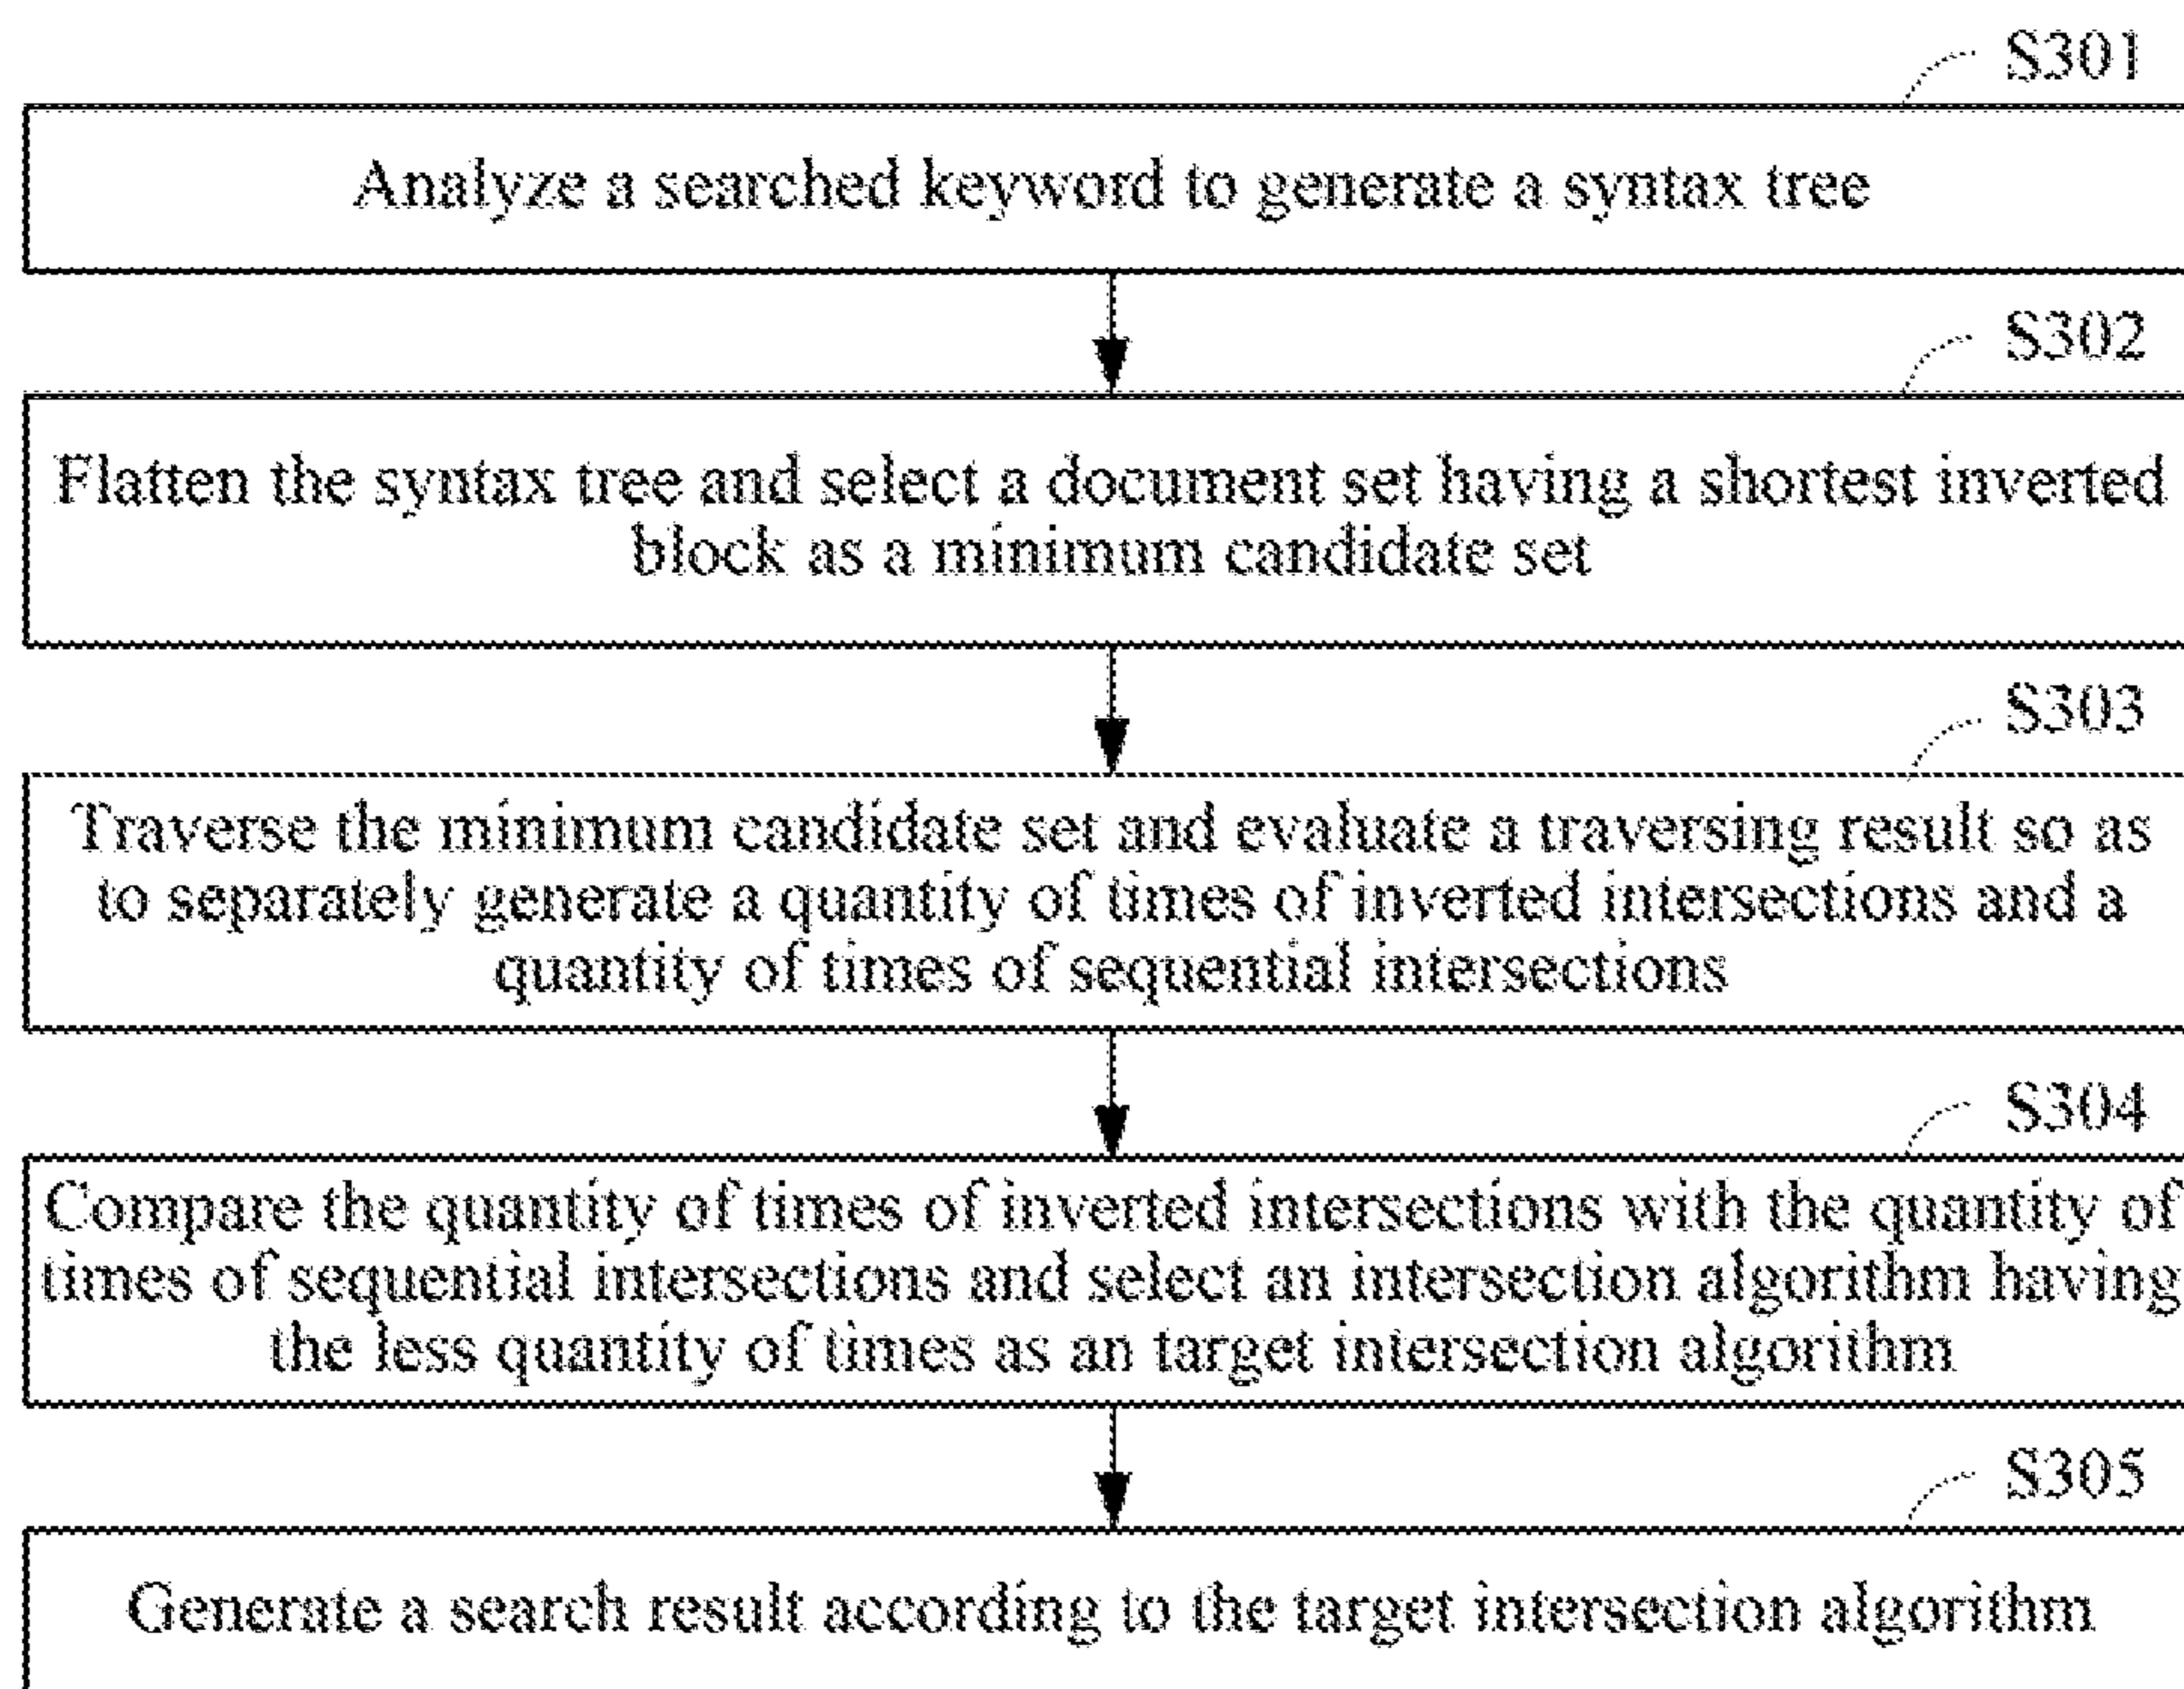 S301
Analyze a searched keyword to generate a syntax tree
S302
Flatten the syntax tree and select a document set having a shortest inverted
block as a minimum candidate set
S303
Traverse the minimum candidate set and evaluate a traversing result so as
to separately generate a quantity of times of inverted intersections and a
quantity of times of sequential intersections
S304
Compare the quantity of times of inverted intersections with the quantity of
times of sequential intersections and select an intersection algorithm having
the less quantity of times as an target intersection algorithm
S305
Generate a search result according to the target intersection algorithm